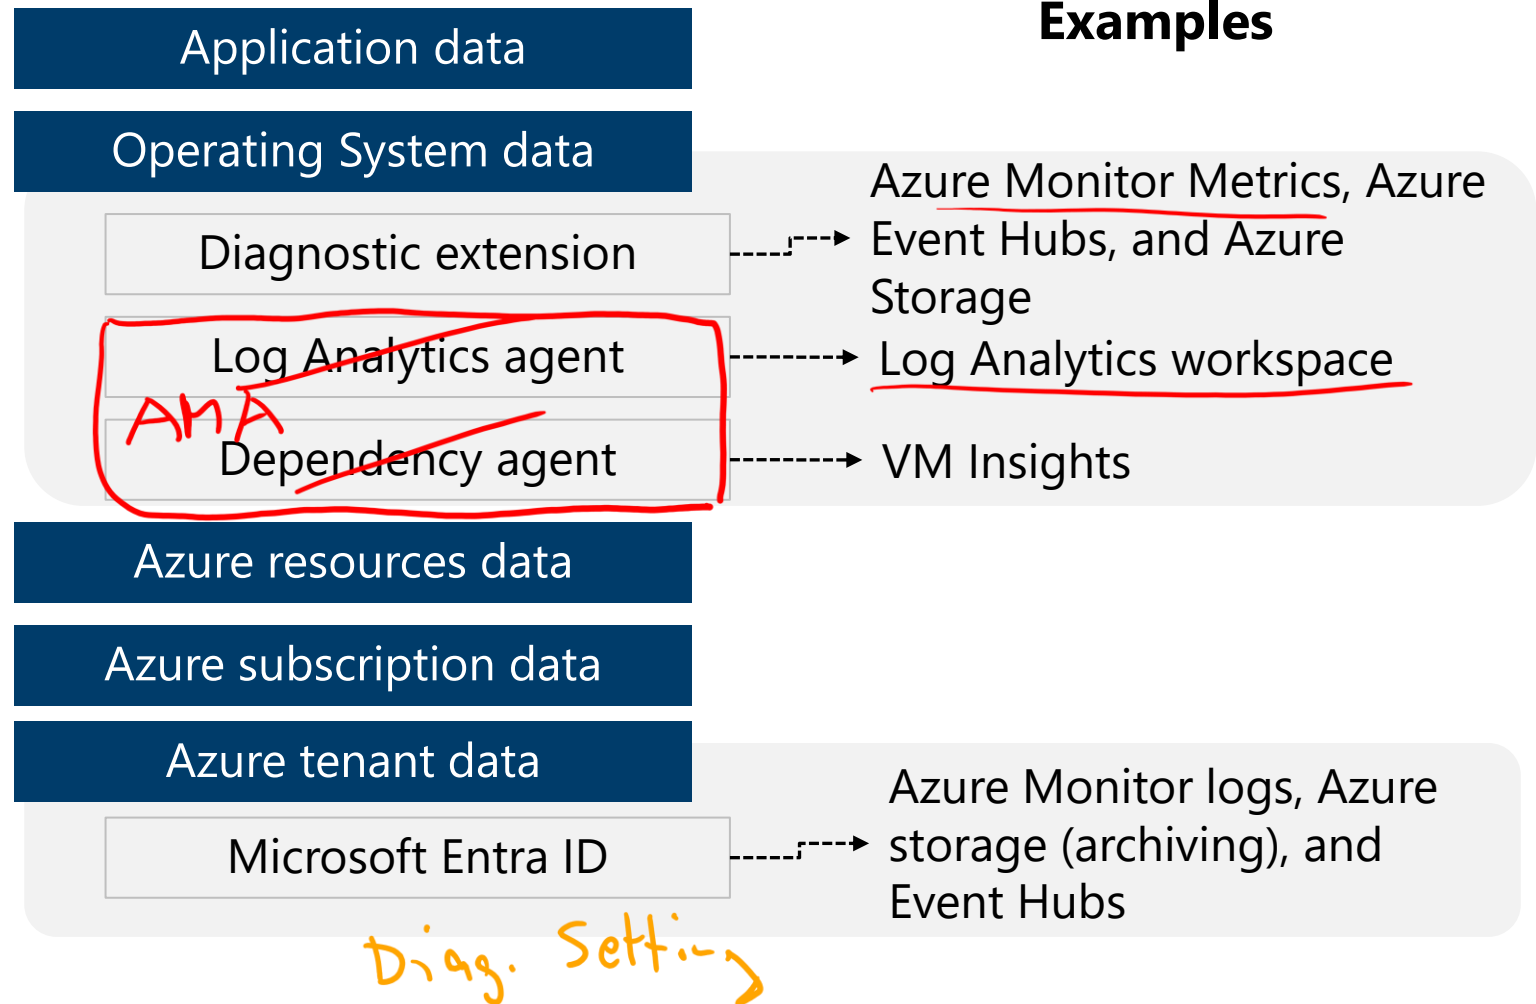 Examples
Application data
Operating System data
Diagnostic extension
Azure Monitor Metrics, Azure
Event Hubs, and Azure
Storage
Log Analytics agent
Log Analytics workspace
AMA
Dependency agent
VM Insights
Azure resources data
Azure subscription data
Azure tenant data
Microsoft Entra ID
Azure Monitor logs, Azure
storage (archiving), and
Event Hubs
Diag. Setting